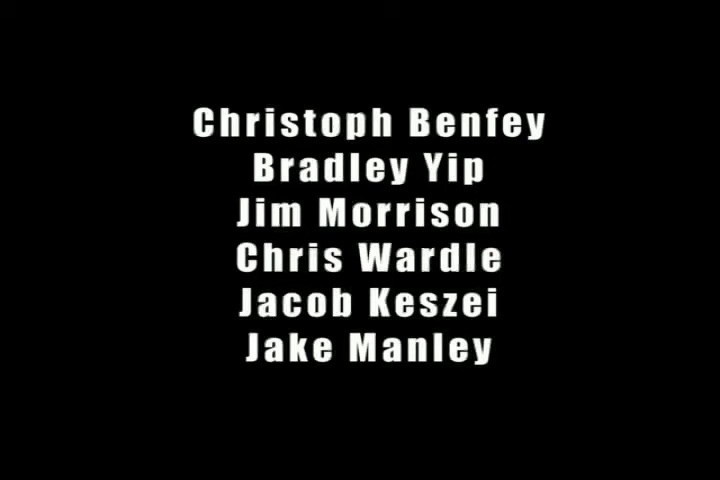 Christoph Benfey
Bradley Yip
Jim Morrison
Chris Wardle
Jacob Keszei
Jake Manley